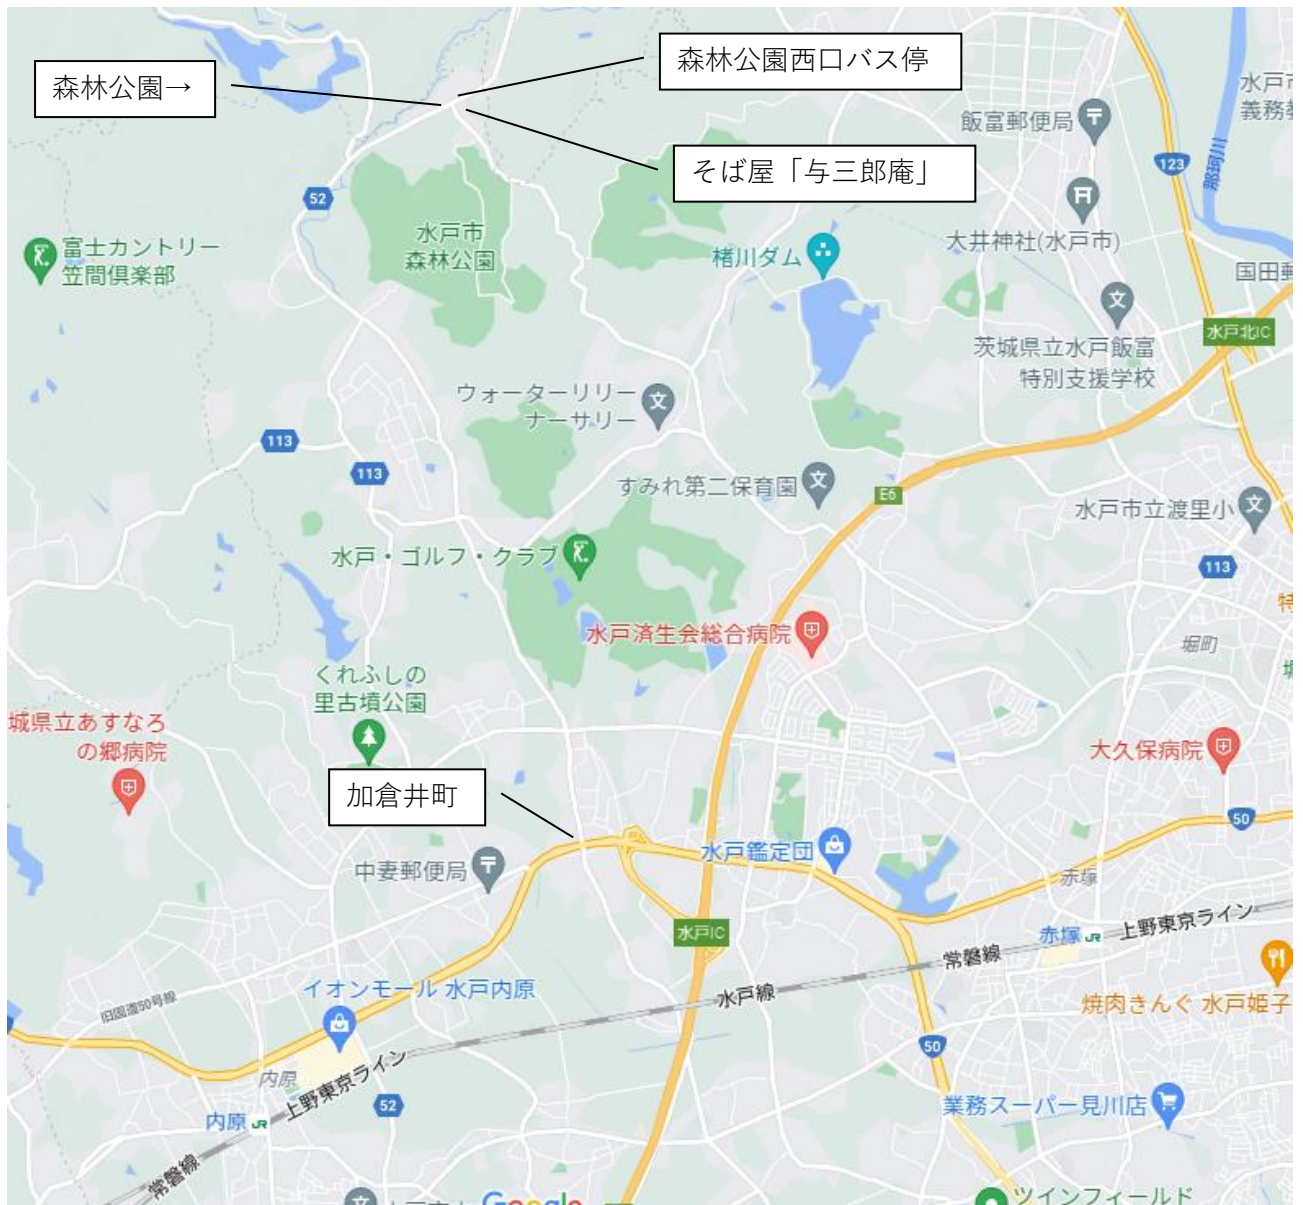 森林公園→
森林公園西口バス停
そば屋「与三郎庵」
飯富郵便局
水戸市
義務
123
那珂川
52
水戸市
森林公園
富士カントリー
笠間倶楽部
楮川ダム
大井神社(水戸市)
国田
水戸北IC
茨城県立水戸飯富
特別支援学校
ウォーターリリー
ナーサリー
113
113
すみれ第二保育園
E6
水戸市立渡里小
水戸・ゴルフ・クラブ
113
水戸済生会総合病院
堀町
くれふしの
里古墳公園
城県立あすなろ
の郷病院
大久保病院
加倉井町
50
中妻郵便局
水戸鑑定団
赤塚
水戸IC
赤塚 JR
上野東京ライン
常磐線
水戸線
イオンモール 水戸内原
旧国道50号線
焼肉きんぐ 水戸姫子
50
内原
上野東京ライン
52
内原 JR
業務スーパー見川店
常磐線
Google
ツインフィールド